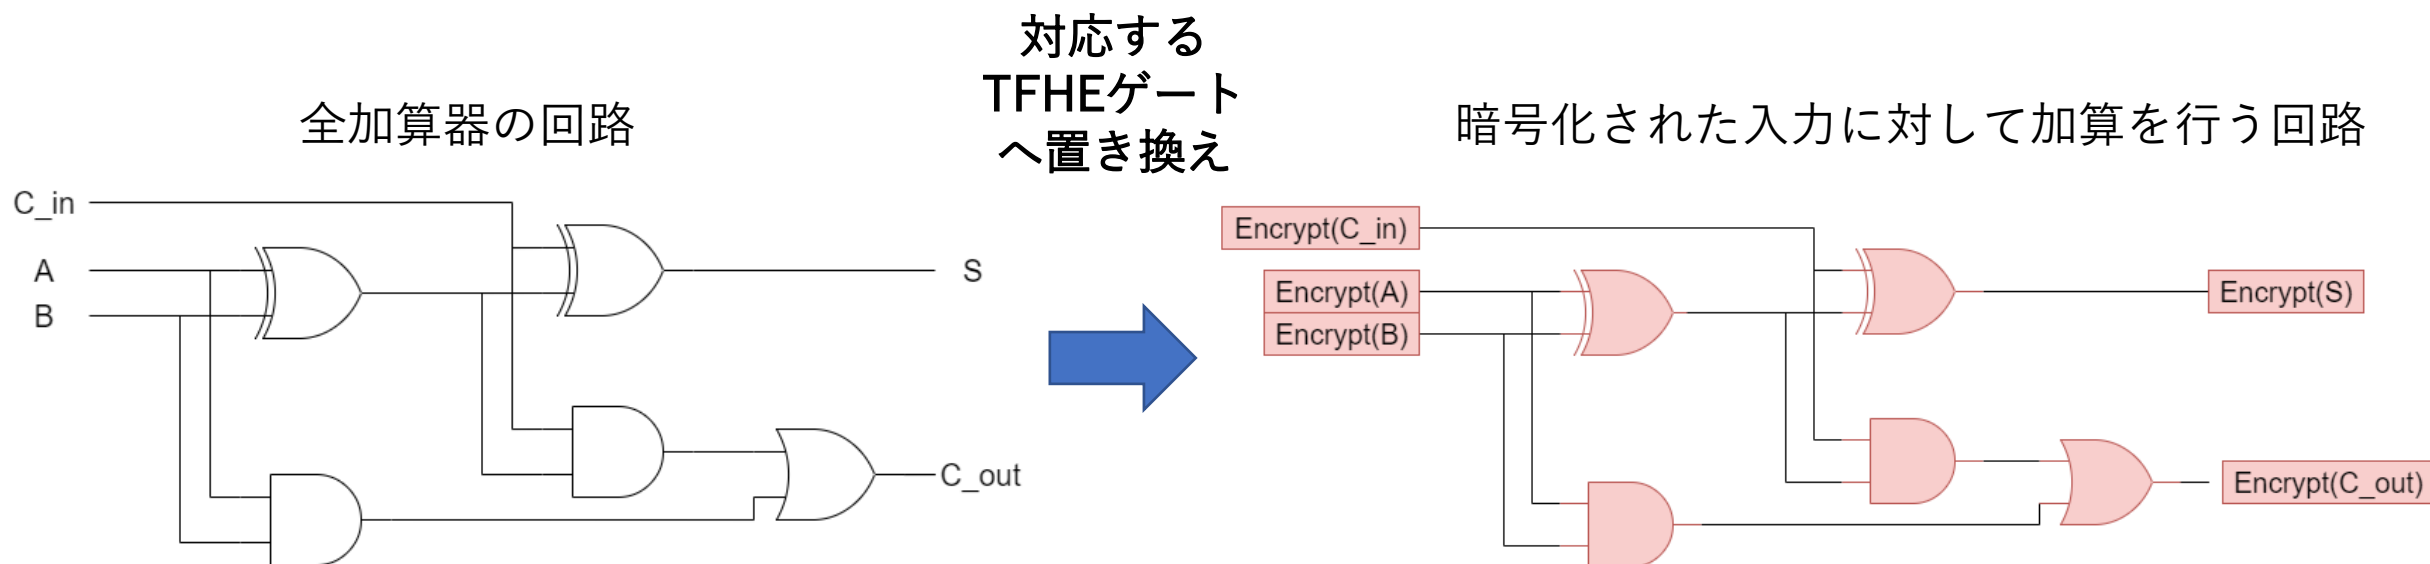 対応する
TFHEゲート
へ置き換え
全加算器の回路
暗号化された入力に対して加算を行う回路
C_in
A
B
S
C_out
Encrypt(C_in)
Encrypt(A)
Encrypt(B)
Encrypt(S)
Encrypt(C_out)